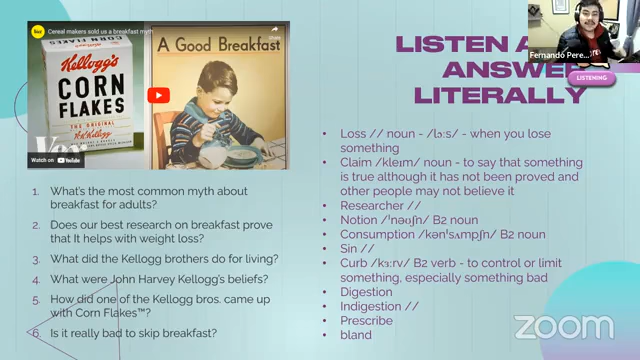 Cereal makers sold us a breakfast myth
Kellogg's
CORN
FLAKES
THE ORIGINAL
Vox
Watch on YouTube
A Good Breakfast
LISTEN
ANSWER
LITERALLY
Fernando Pere...
LISTENING
1. What's the most common myth about
breakfast for adults?
2. Does our best research on breakfast prove
that It helps with weight loss?
3. What did the Kellogg brothers do for living?
4. What were John Harvey Kellogg's beliefs?
5. How did one of the Kellogg bros. came up
with Corn Flakes™?
6. Is it really bad to skip breakfast?
• Loss // noun - /lɔːs/ - when you lose
something
• Claim /kleɪm/ noun - to say that something
is true although it has not been proved and
other people may not believe it
• Researcher //
• Notion /ˈnəʊʃn/ B2 noun
• Consumption /kənˈsʌmpʃn/ B2 noun
• Sin //
• Curb /kɜːrv/ B2 verb - to control or limit
something, especially something bad
• Digestion
• Indigestion //
• Prescribe
• bland
zoom